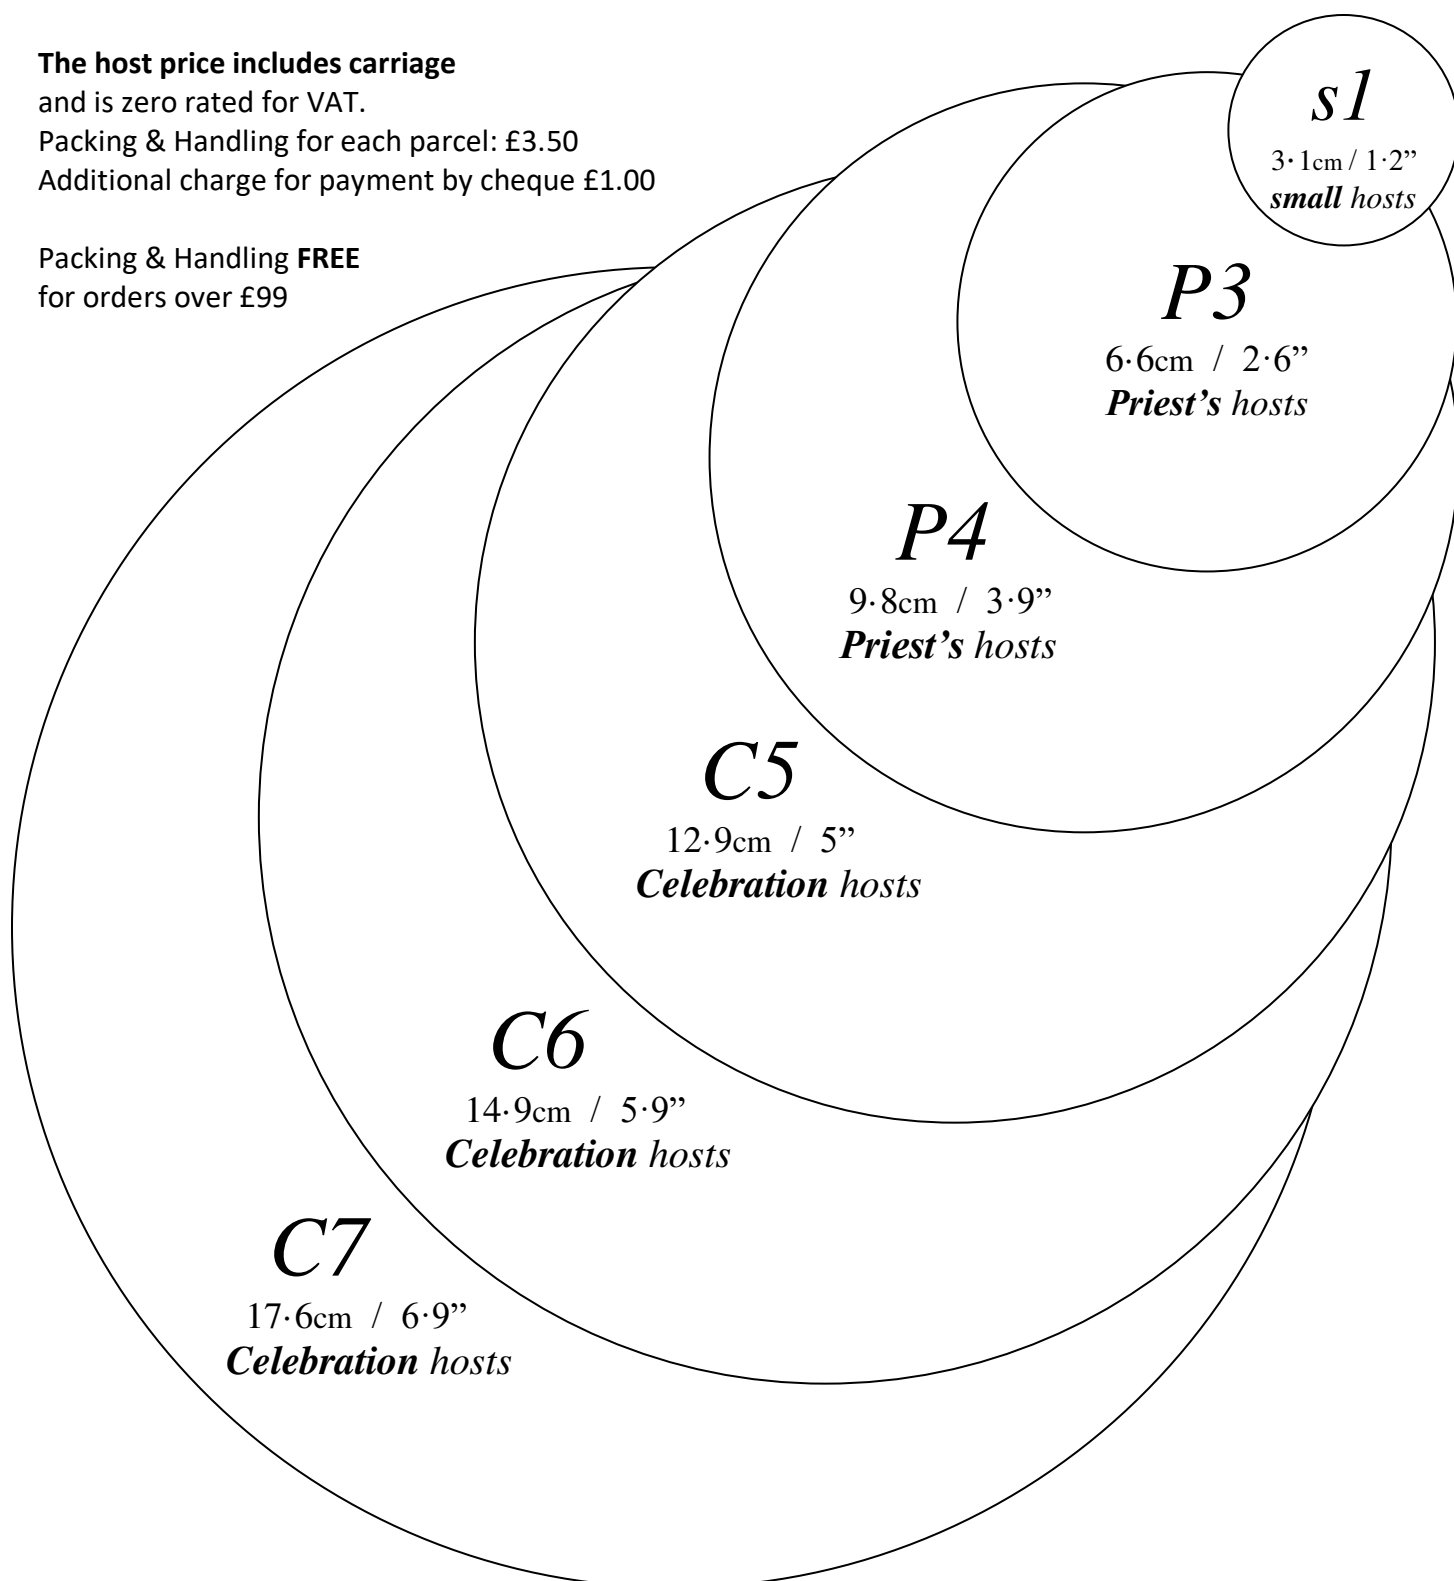 The host price includes carriage
and is zero rated for VAT.
Packing & Handling for each parcel: £3.50
Additional charge for payment by cheque £1.00
Packing & Handling FREE
for orders over £99
s1
3·1cm / 1·2”
small hosts
P3
6·6cm / 2·6”
Priest’s hosts
P4
9·8cm / 3·9”
Priest’s hosts
C5
12·9cm / 5”
Celebration hosts
C6
14·9cm / 5·9”
Celebration hosts
C7
17·6cm / 6·9”
Celebration hosts